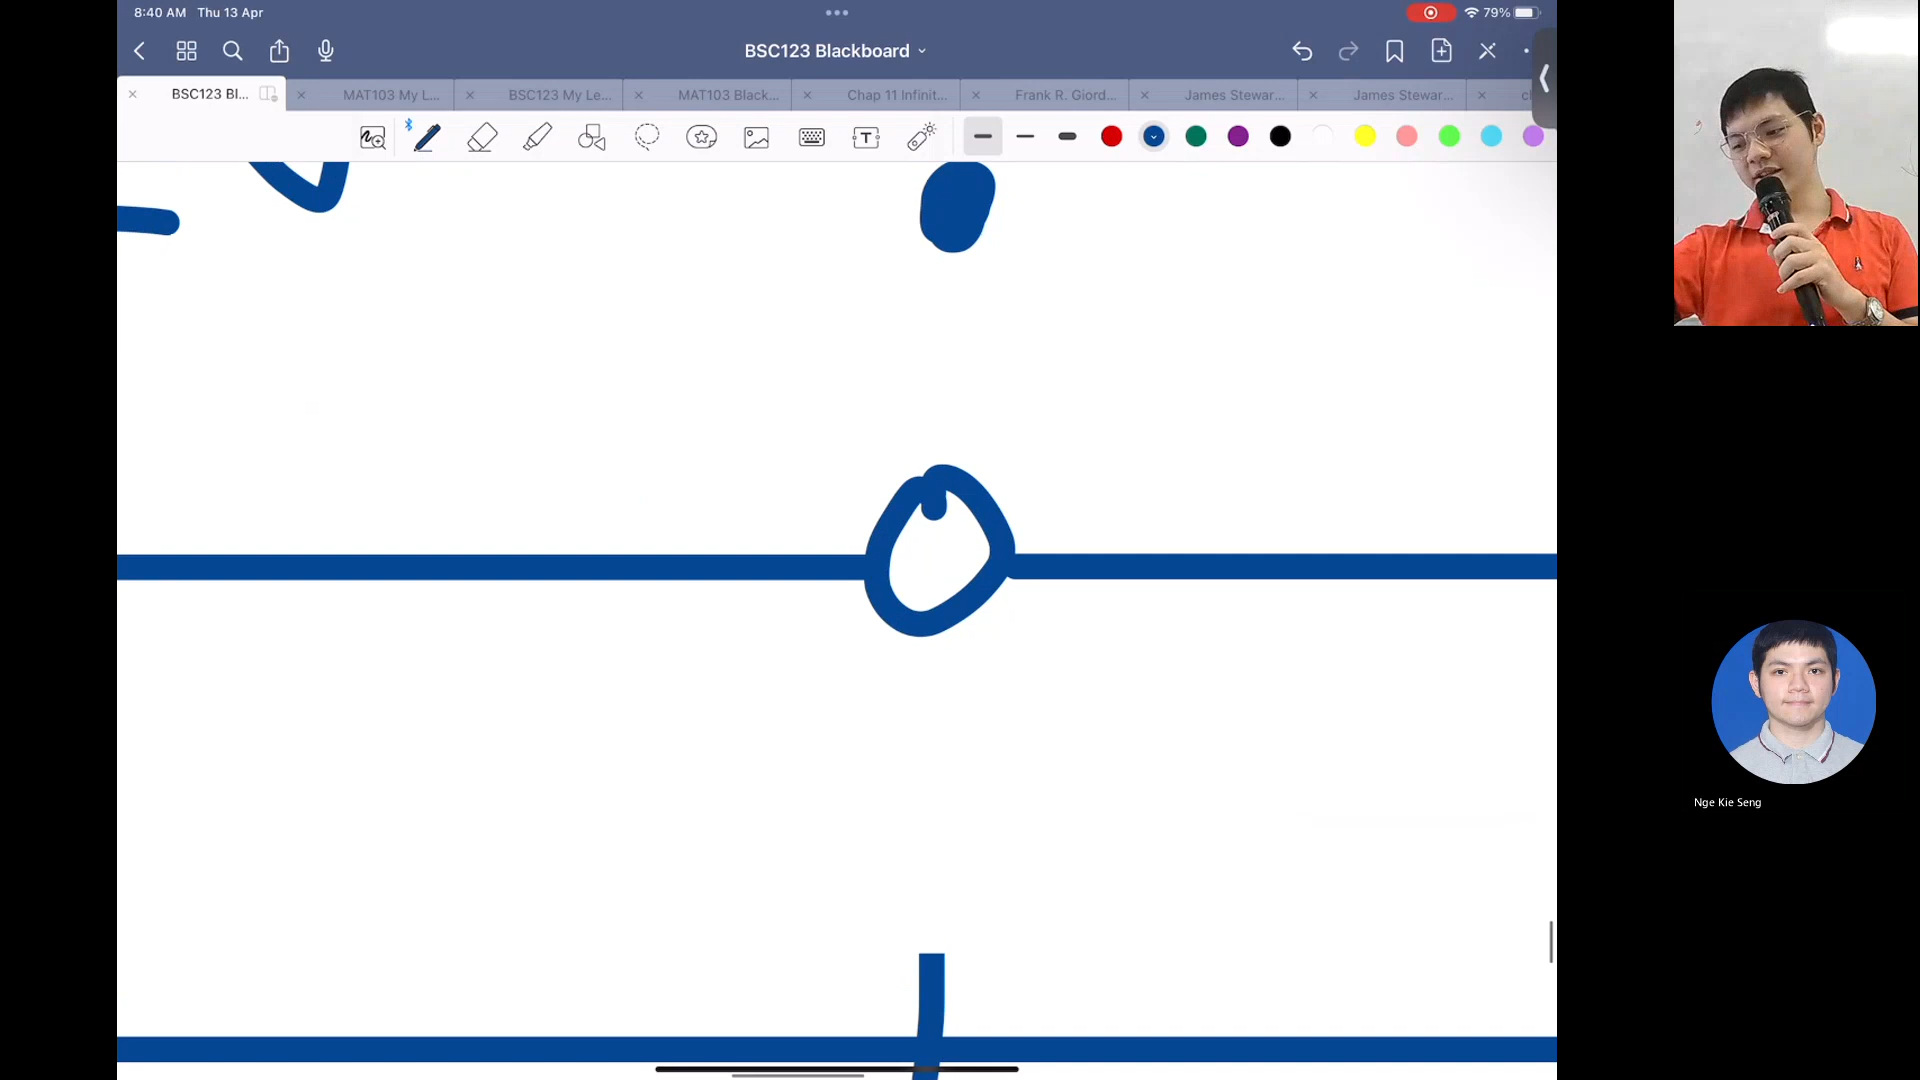 8:40 AM Thu 13 Apr
79%
BSC123 Blackboard
BSC123 Bl...
MAT103 My L...
BSC123 My Le...
MAT103 Black...
Chap 11 Infinit...
Frank R. Giord...
James Stewar...
James Stewar...
T
Nge Kie Seng